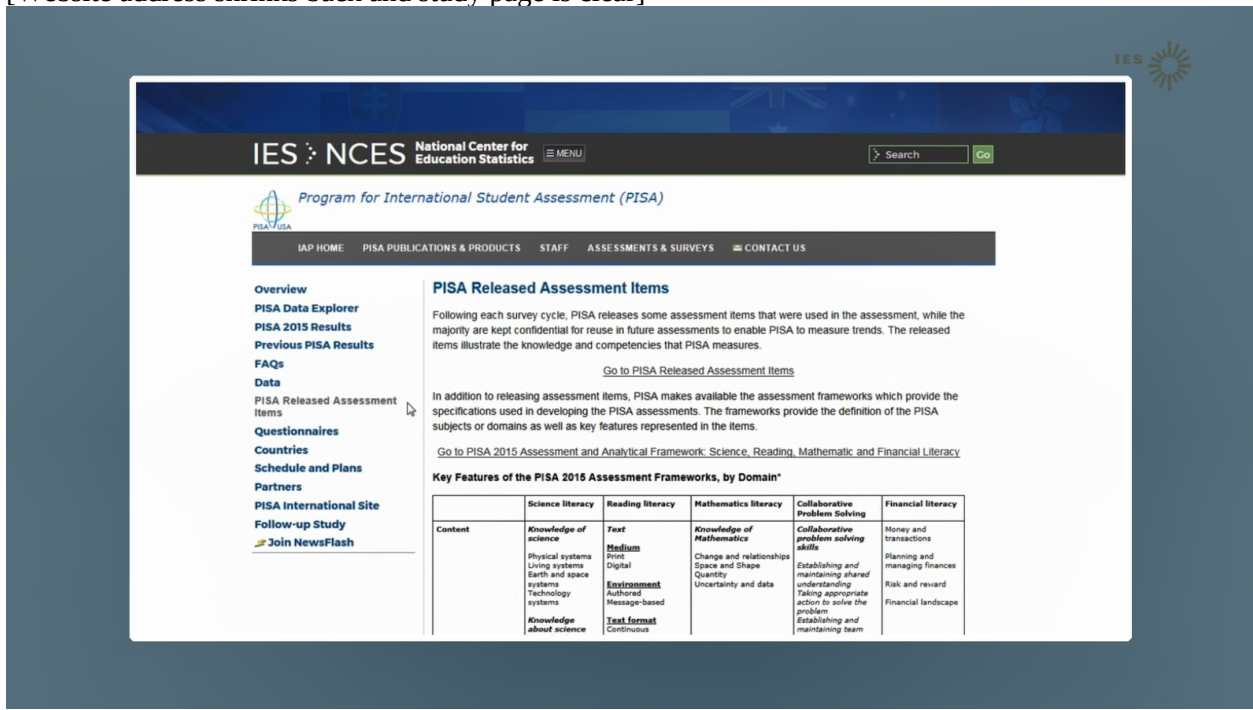 [Website address shrinks back and study page is clear]
IES
IES NCES National Center for
Education Statistics
MENU
Search
Go
Program for International Student Assessment (PISA)
PISA USA
IAP HOME PISA PUBLICATIONS & PRODUCTS STAFF ASSESSMENTS & SURVEYS CONTACT US
Overview
PISA Data Explorer
PISA 2015 Results
Previous PISA Results
FAQs
Data
PISA Released Assessment
Items
Questionnaires
Countries
Schedule and Plans
Partners
PISA International Site
Follow-up Study
Join NewsFlash
PISA Released Assessment Items
Following each survey cycle, PISA releases some assessment items that were used in the assessment, while the
majority are kept confidential for reuse in future assessments to enable PISA to measure trends. The released
items illustrate the knowledge and competencies that PISA measures.
Go to PISA Released Assessment Items
In addition to releasing assessment items, PISA makes available the assessment frameworks which provide the
specifications used in developing the PISA assessments. The frameworks provide the definition of the PISA
subjects or domains as well as key features represented in the items.
Go to PISA 2015 Assessment and Analytical Framework: Science, Reading, Mathematic and Financial Literacy
Key Features of the PISA 2015 Assessment Frameworks, by Domain*
Science literacy
Reading literacy
Mathematics literacy
Collaborative
Problem Solving
Financial literacy
Content
Knowledge of
science
Physical systems
Living systems
Earth and space
systems
Technology
systems
Knowledge
about science
Text
Medium
Print
Digital
Environment
Authored
Message-based
Text format
Continuous
Knowledge of
Mathematics
Change and relationships
Space and Shape
Quantity
Uncertainty and data
Collaborative
problem solving
skills
Establishing and
maintaining shared
understanding
Taking appropriate
action to solve the
problem
Establishing and
maintaining team
Money and
transactions
Planning and
managing finances
Risk and reward
Financial landscape